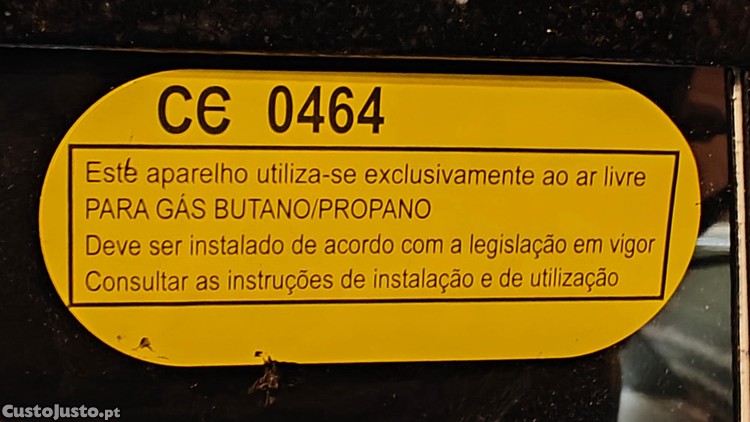 CE 0464
Este aparelho utiliza-se exclusivamente ao ar livre
PARA GÁS BUTANO/PROPANO
Deve ser instalado de acordo com a legislação em vigor
Consultar as instruções de instalação e de utilização
CustoJusto.pt